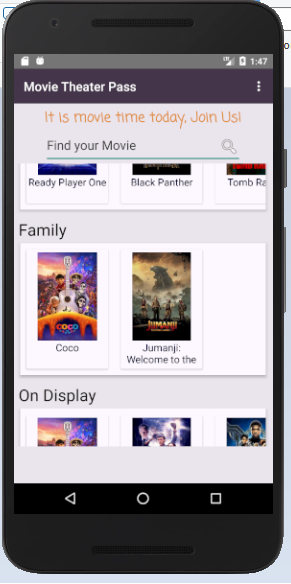 1:47
Movie Theater Pass
It is movie time today, Join Us!
Find your Movie
Ready Player One
Black Panther
Tomb Ra
Family
COCO
JUMANJI
Coco
Jumanji:
Welcome to the
On Display